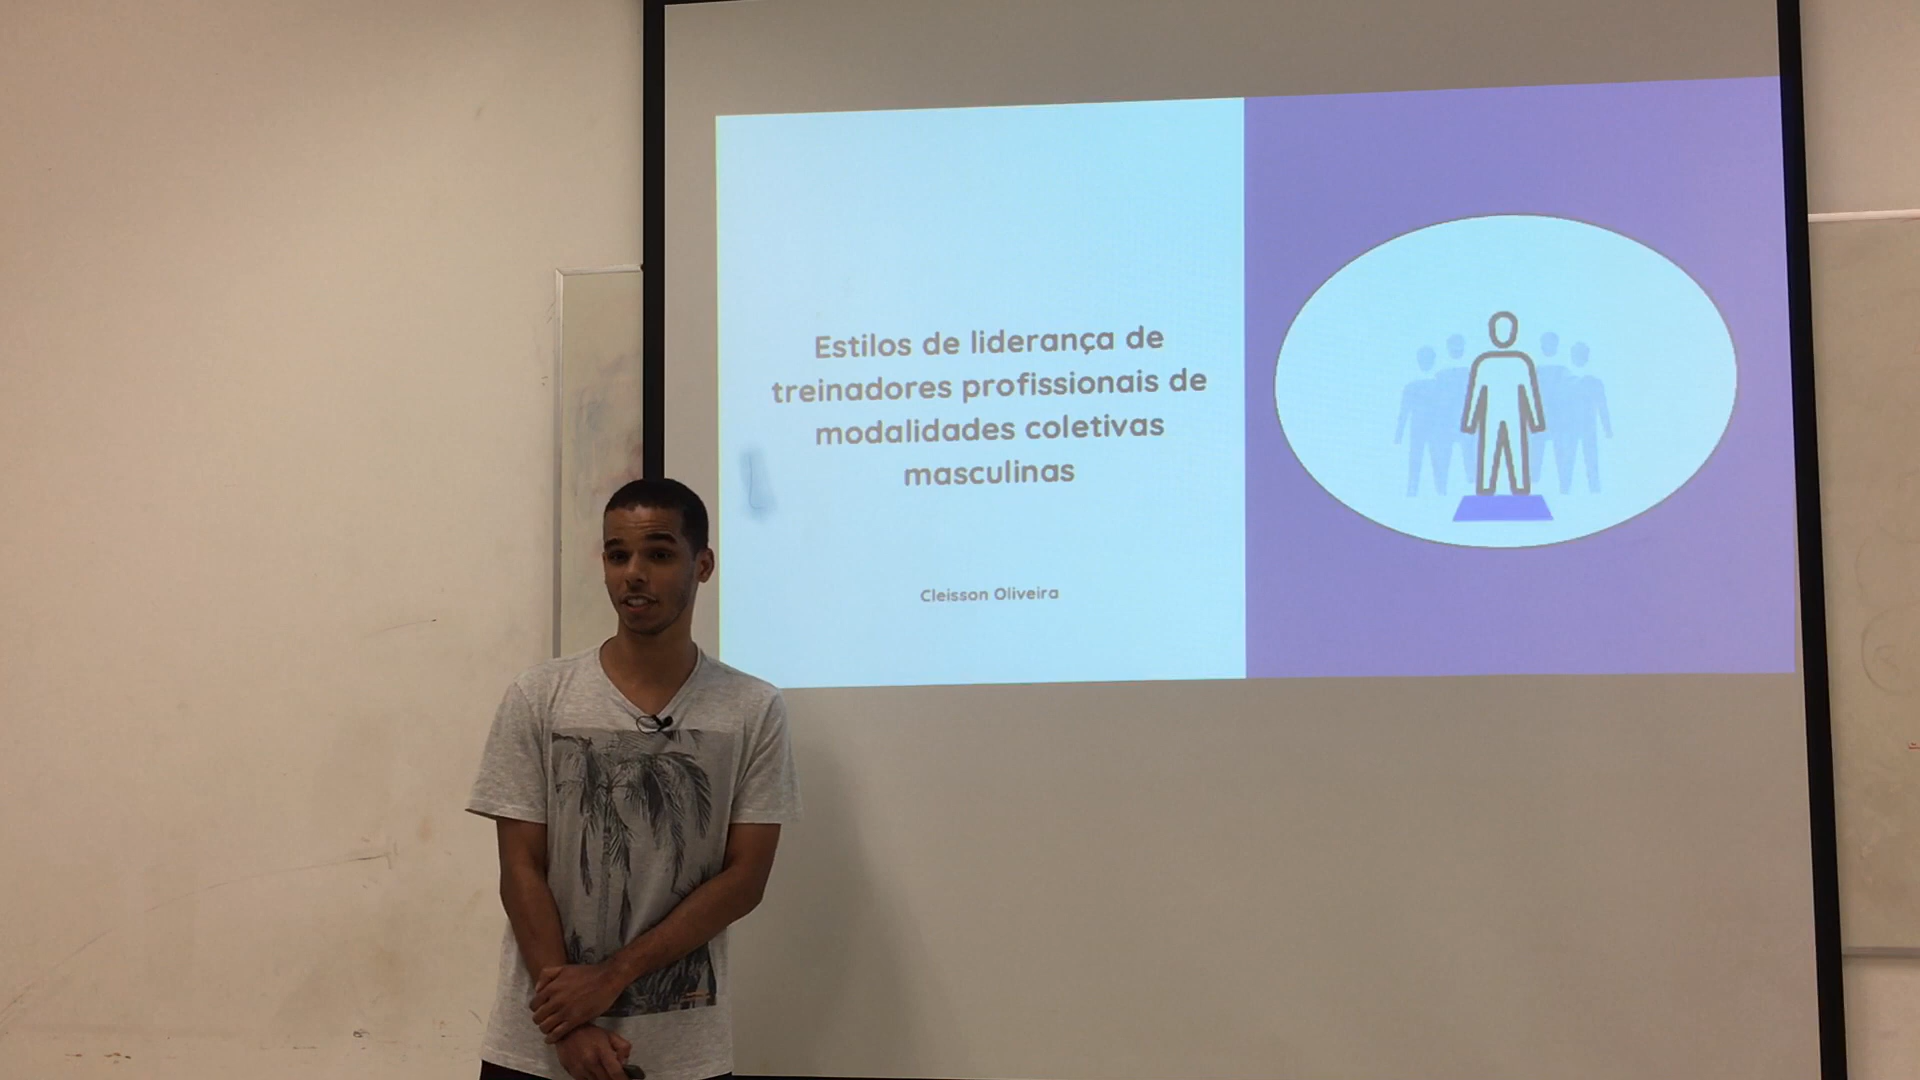 Estilos de liderança de
treinadores profissionais de
modalidades coletivas
masculinas
Cleisson Oliveira